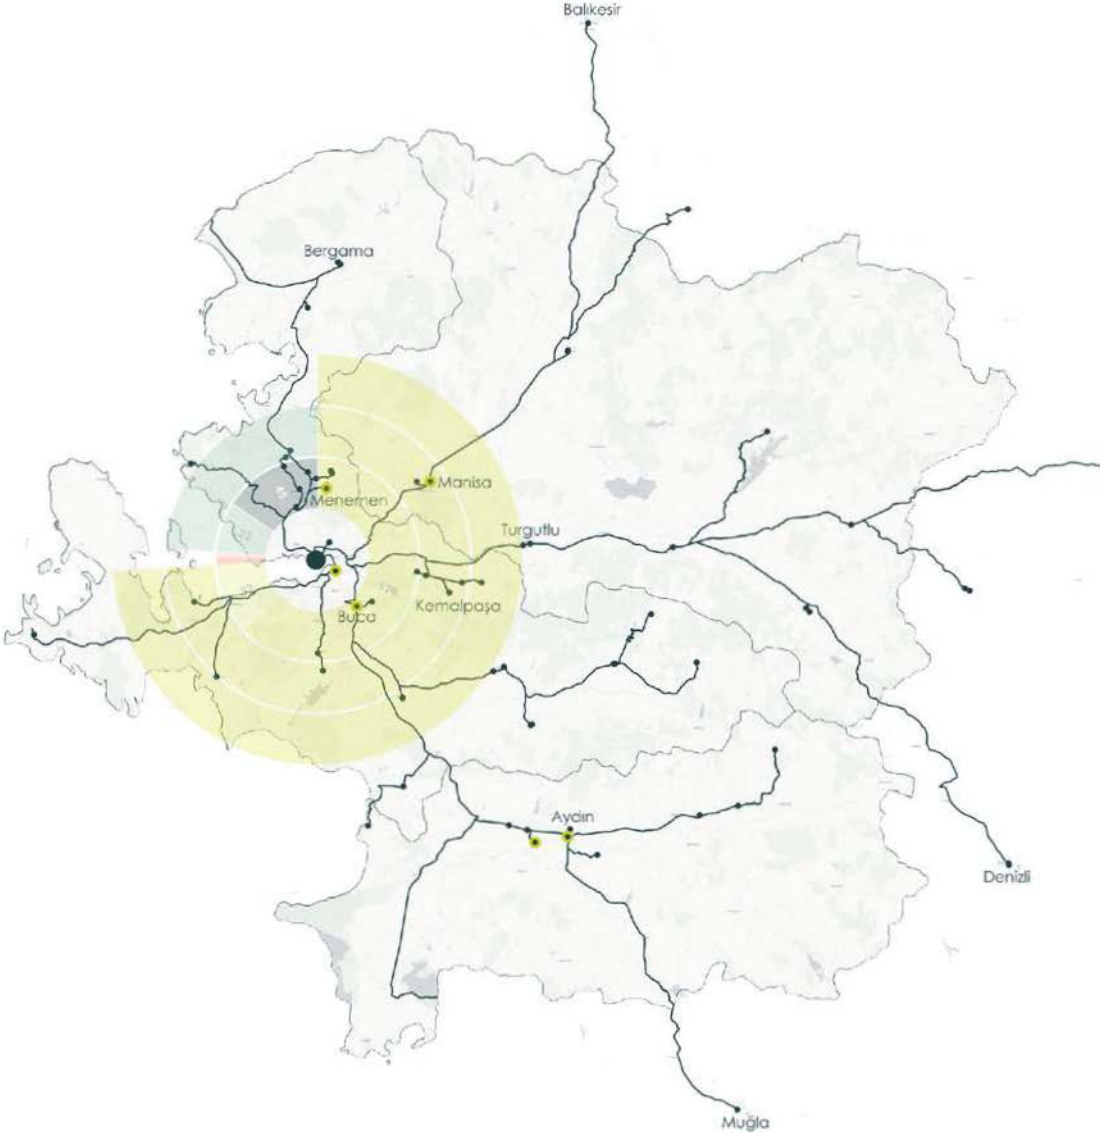 Balıkesir
Bergama
Manisa
Menemen
Turgutlu
Kemalpaşa
Buca
Aydın
Denizli
Muğla